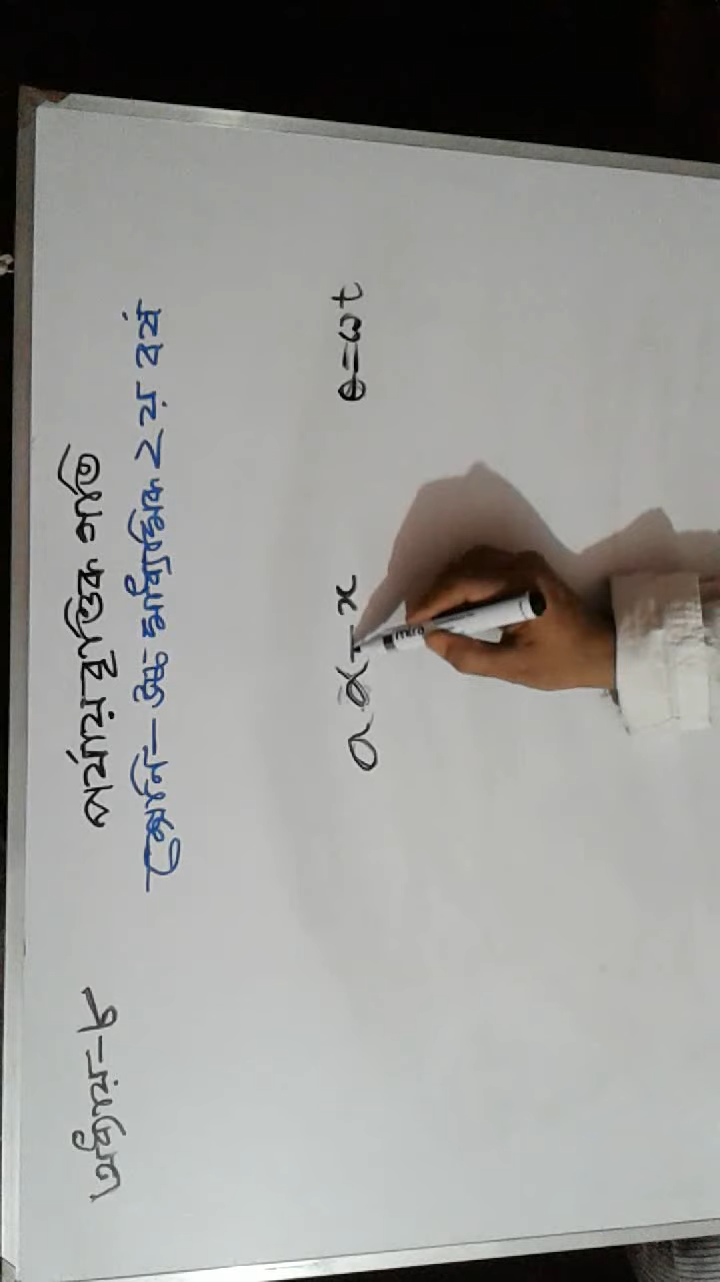 অধ্যায়-৮ পর্যায়বৃত্তিক গতি
শ্রেনি- উচ্চ মাধ্যমিক ২য় বর্ষ
a α - x θ=ωt